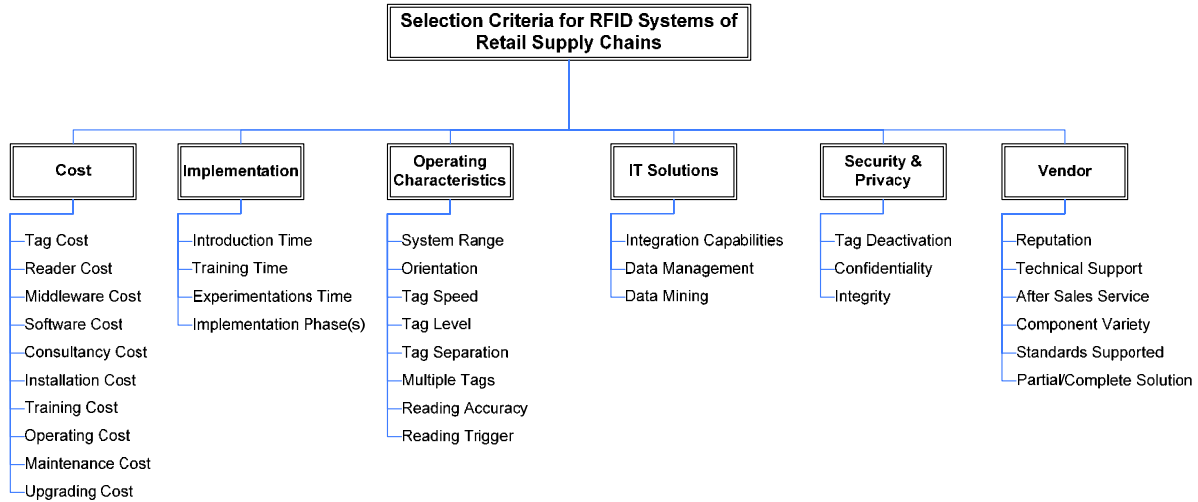 Selection Criteria for RFID Systems of
Retail Supply Chains
Cost
Tag Cost
Reader Cost
Middleware Cost
Software Cost
Consultancy Cost
Installation Cost
Training Cost
Operating Cost
Maintenance Cost
Upgrading Cost
Implementation
Introduction Time
Training Time
Experimentations Time
Implementation Phase(s)
Operating
Characteristics
System Range
Orientation
Tag Speed
Tag Level
Tag Separation
Multiple Tags
Reading Accuracy
Reading Trigger
IT Solutions
Integration Capabilities
Data Management
Data Mining
Security &
Privacy
Tag Deactivation
Confidentiality
Integrity
Vendor
Reputation
Technical Support
After Sales Service
Component Variety
Standards Supported
Partial/Complete Solution